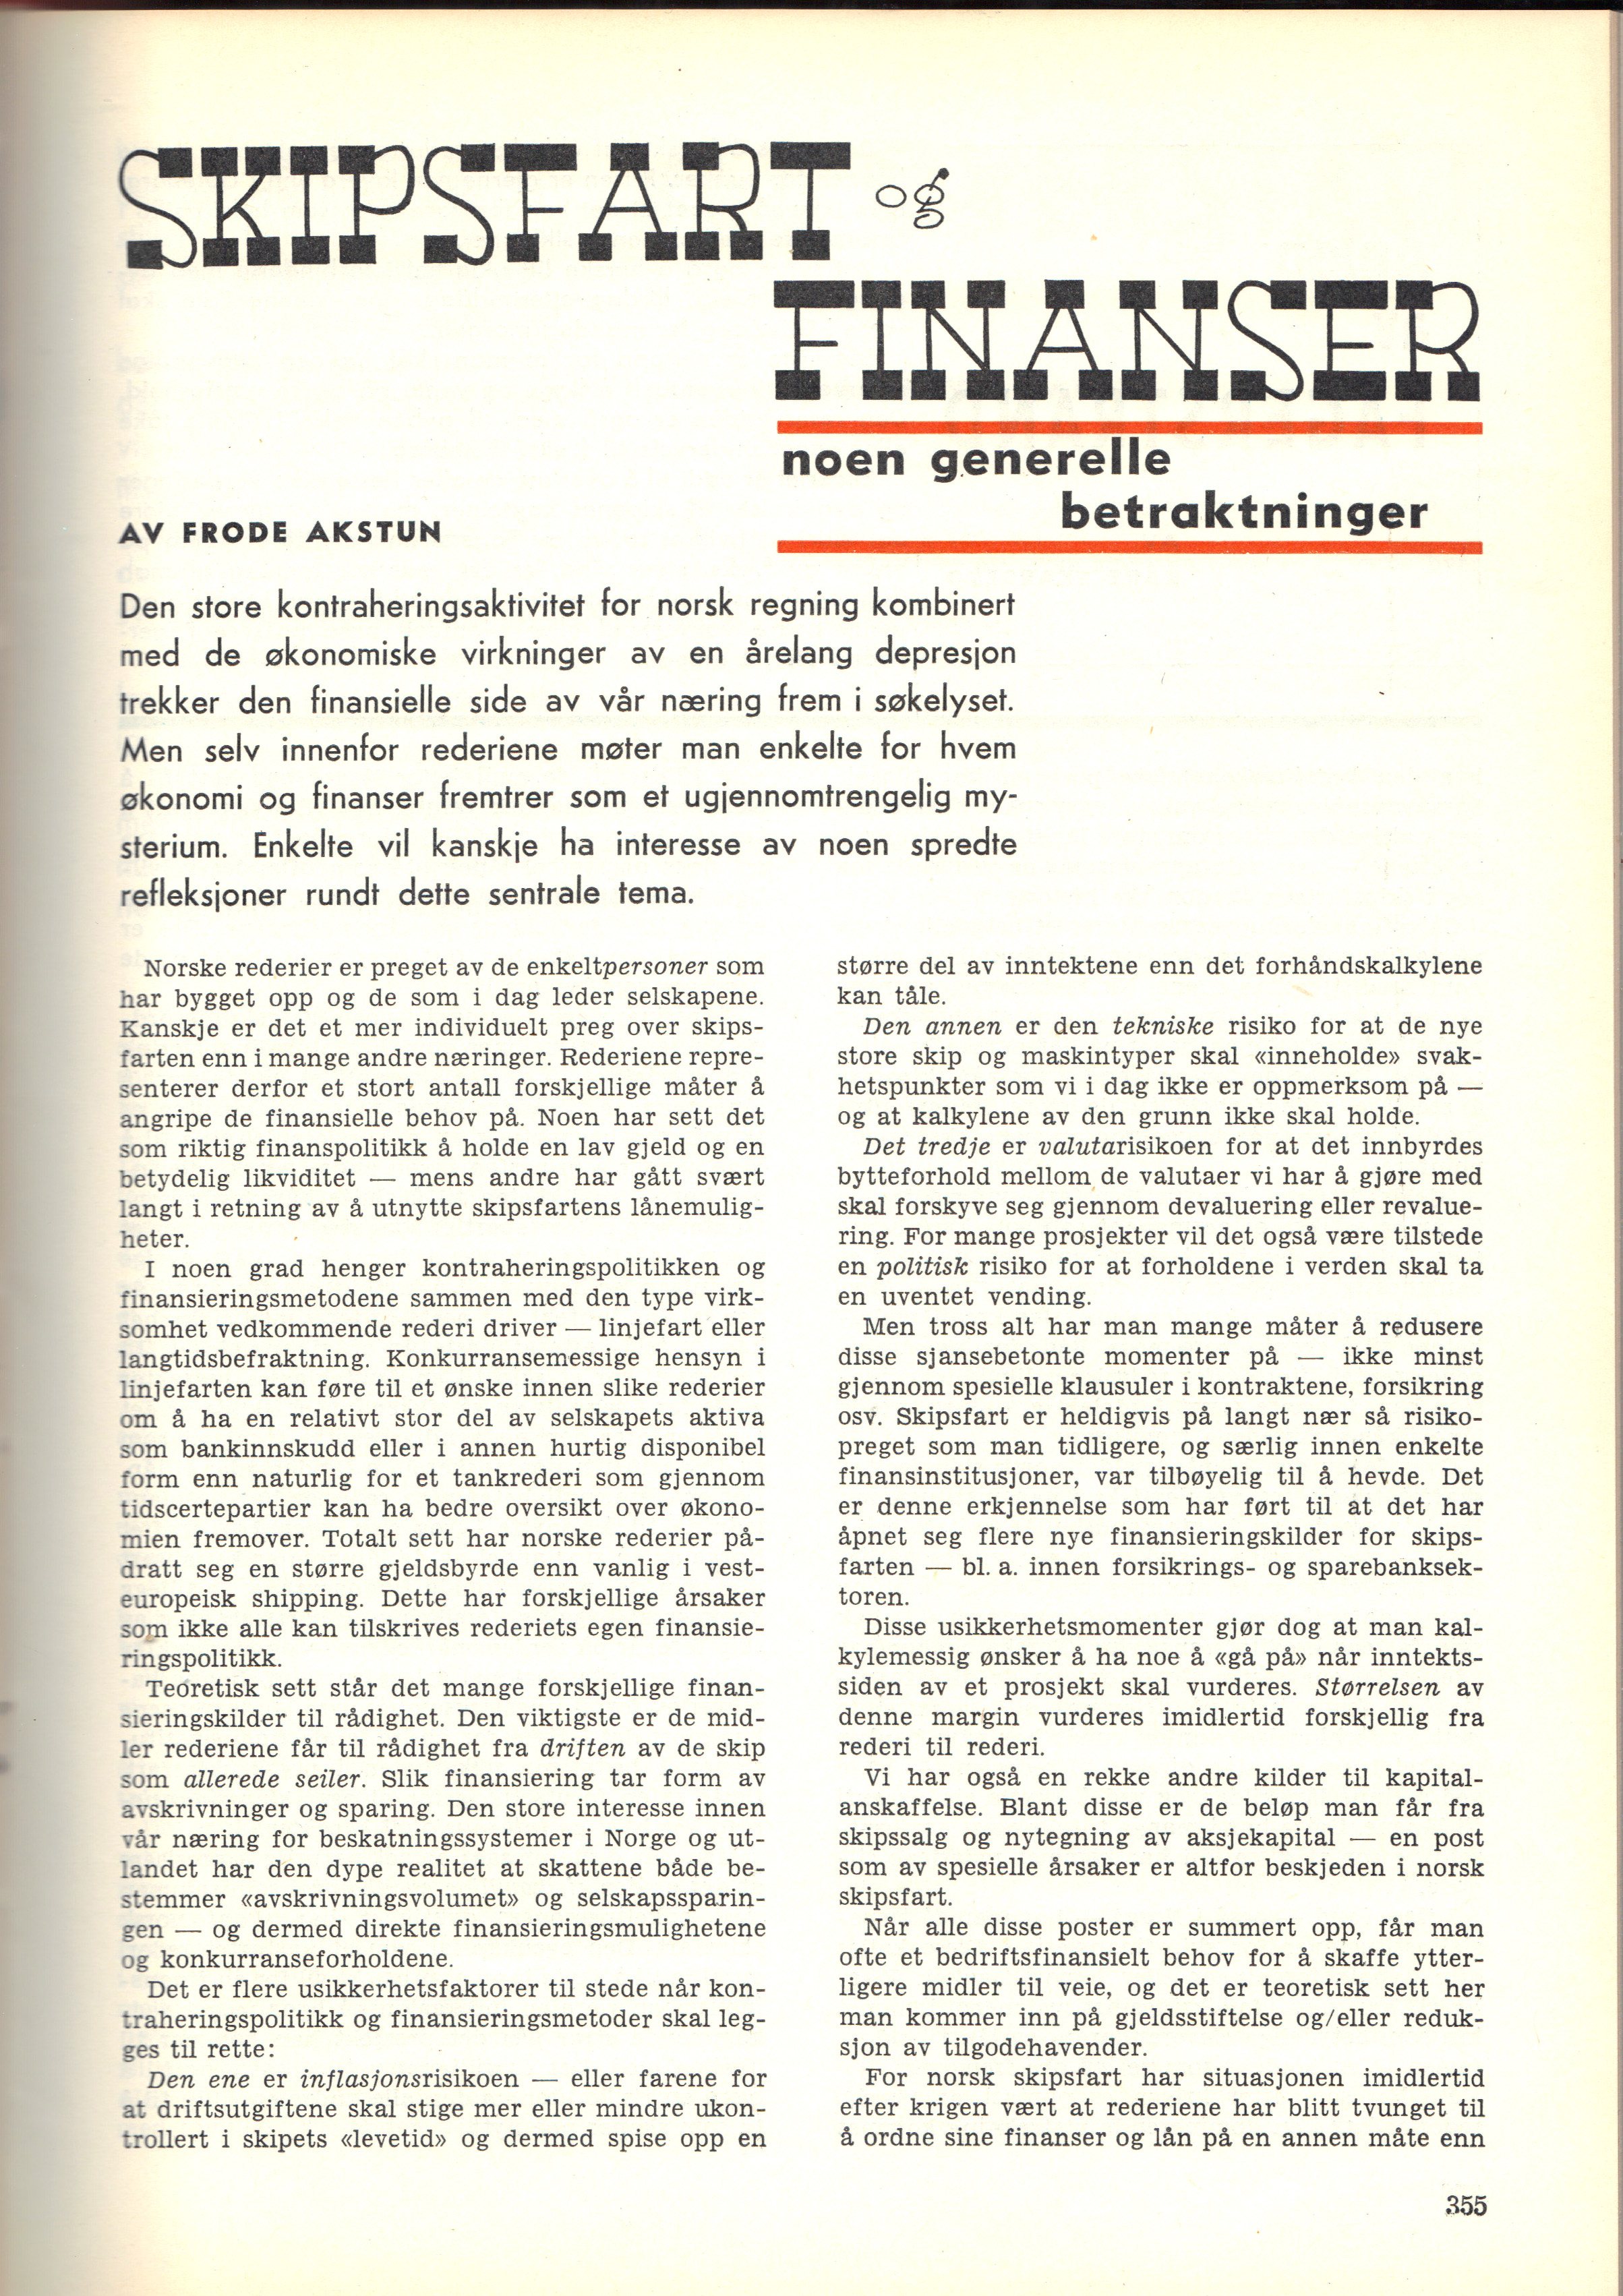 SKIPSFART og
FINANSER
noen generelle
betraktninger
AV FRODE AKSTUN
Den store kontraheringsaktivitet for norsk regning kombinert
med de økonomiske virkninger av en årelang depresjon
trekker den finansielle side av vår næring frem i søkelyset.
Men selv innenfor rederiene møter man enkelte for hvem
økonomi og finanser fremtrer som et ugjennomtrengelig my-
sterium. Enkelte vil kanskje ha interesse av noen spredte
refleksjoner rundt dette sentrale tema.
Norske rederier er preget av de enkeltpersoner som
har bygget opp og de som i dag leder selskapene.
Kanskje er det et mer individuelt preg over skips-
farten enn i mange andre næringer. Rederiene repre-
senterer derfor et stort antall forskjellige måter å
angripe de finansielle behov på. Noen har sett det
som riktig finanspolitikk å holde en lav gjeld og en
betydelig likviditet — mens andre har gått svært
langt i retning av å utnytte skipsfartens lånemulig-
heter.
I noen grad henger kontraheringspolitikken og
finansieringsmetodene sammen med den type virk-
somhet vedkommende rederi driver — linjefart eller
langtidsbefraktning. Konkurransemessige hensyn i
linjefarten kan føre til et ønske innen slike rederier
om å ha en relativt stor del av selskapets aktiva
som bankinnskudd eller i annen hurtig disponibel
form enn naturlig for et tankrederi som gjennom
tidscertepartier kan ha bedre oversikt over økono-
mien fremover. Totalt sett har norske rederier på-
dratt seg en større gjeldsbyrde enn vanlig i vest-
europeisk shipping. Dette har forskjellige årsaker
som ikke alle kan tilskrives rederiets egen finansie-
ringspolitikk.
Teoretisk sett står det mange forskjellige finan-
sieringskilder til rådighet. Den viktigste er de mid-
ler rederiene får til rådighet fra driften av de skip
som allerede seiler. Slik finansiering tar form av
avskrivninger og sparing. Den store interesse innen
vår næring for beskatningssystemer i Norge og ut-
landet har den dype realitet at skattene både be-
stemmer «avskrivningsvolumet» og selskapssparin-
gen — og dermed direkte finansieringsmulighetene
og konkurranseforholdene.
Det er flere usikkerhetsfaktorer til stede når kon-
traheringspolitikk og finansieringsmetoder skal leg-
ges til rette:
Den ene er inflasjonsrisikoen — eller farene for
at driftsutgiftene skal stige mer eller mindre ukon-
trollert i skipets «levetid» og dermed spise opp en
større del av inntektene enn det forhåndskalkylene
kan tåle.
Den annen er den tekniske risiko for at de nye
store skip og maskintyper skal «inneholde» svak-
hetspunkter som vi i dag ikke er oppmerksom på —
og at kalkylene av den grunn ikke skal holde.
Det tredje er valutarisikoen for at det innbyrdes
bytteforhold mellom de valutaer vi har å gjøre med
skal forskyve seg gjennom devaluering eller revalue-
ring. For mange prosjekter vil det også være tilstede
en politisk risiko for at forholdene i verden skal ta
en uventet vending.
Men tross alt har man mange måter å redusere
disse sjansebetonte momenter på — ikke minst
gjennom spesielle klausuler i kontraktene, forsikring
osv. Skipsfart er heldigvis på langt nær så risiko-
preget som man tidligere, og særlig innen enkelte
finansinstitusjoner, var tilbøyelig til å hevde. Det
er denne erkjennelse som har ført til at det har
åpnet seg flere nye finansieringskilder for skips-
farten — bl. a. innen forsikrings- og sparebanksek-
toren.
Disse usikkerhetsmomenter gjør dog at man kal-
kylemessig ønsker å ha noe å «gå på» når inntekts-
siden av et prosjekt skal vurderes. Størrelsen av
denne margin vurderes imidlertid forskjellig fra
rederi til rederi.
Vi har også en rekke andre kilder til kapital-
anskaffelse. Blant disse er de beløp man får fra
skipssalg og nytegning av aksjekapital — en post
som av spesielle årsaker er altfor beskjeden i norsk
skipsfart.
Når alle disse poster er summert opp, får man
ofte et bedriftsfinansielt behov for å skaffe ytter-
ligere midler til veie, og det er teoretisk sett her
man kommer inn på gjeldsstiftelse og/eller reduk-
sjon av tilgodehavender.
For norsk skipsfart har situasjonen imidlertid
efter krigen vært at rederiene har blitt tvunget til
å ordne sine finanser og lån på en annen måte enn
355